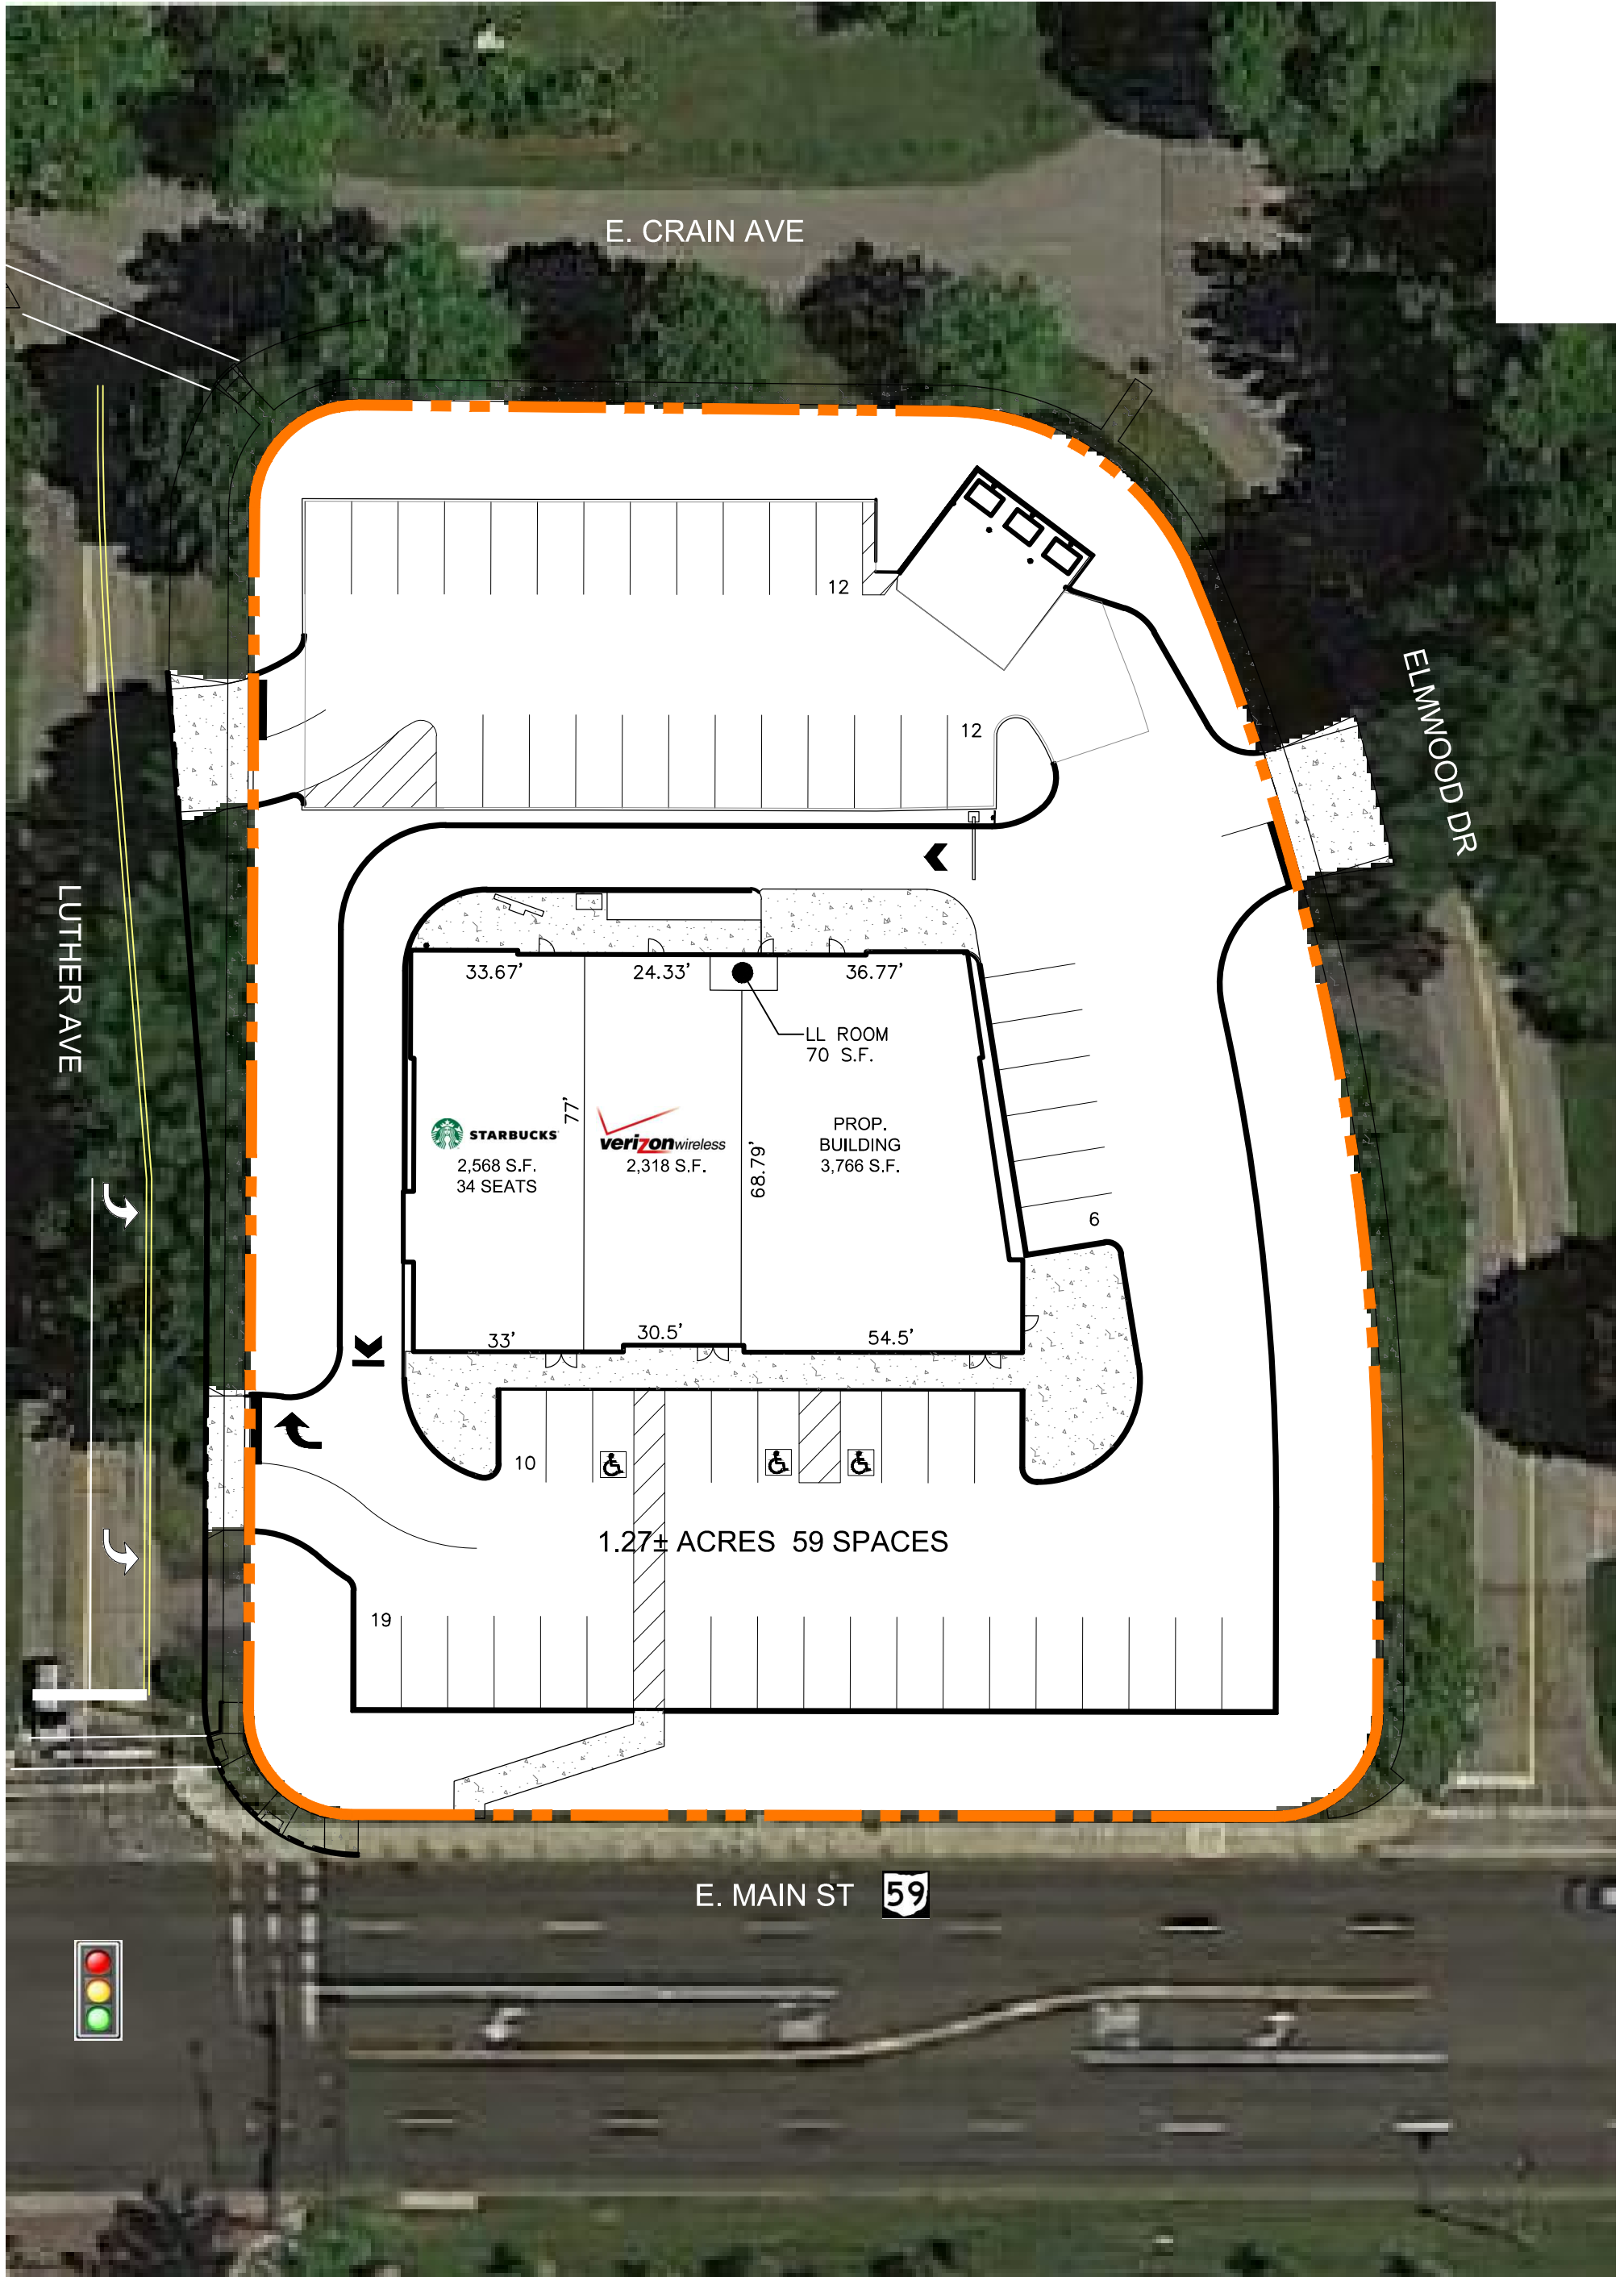 E. CRAIN AVE
12
12
ELMWOOD DR
LUTHER AVE
33.67'
24.33'
36.77'
LL ROOM
70 S.F.
77'
STARBUCKS
2,568 S.F.
34 SEATS
verizonwireless
2,318 S.F.
68.79'
PROP.
BUILDING
3,766 S.F.
6
33'
30.5'
54.5'
10
1.27± ACRES 59 SPACES
19
E. MAIN ST
59